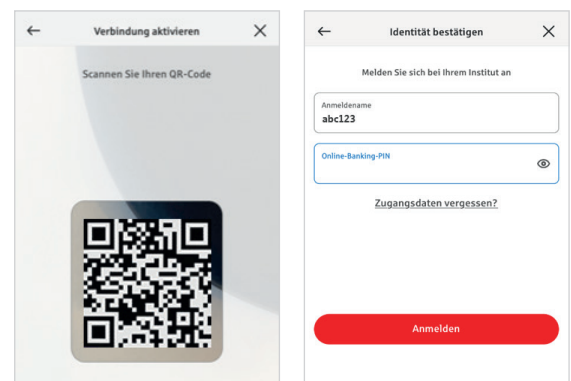 Verbindung aktivieren
Scannen Sie Ihren QR-Code
Identität bestätigen
Melden Sie sich bei Ihrem Institut an
Anmeldename
abc123
Online-Banking-PIN
Zugangsdaten vergessen?
Anmelden